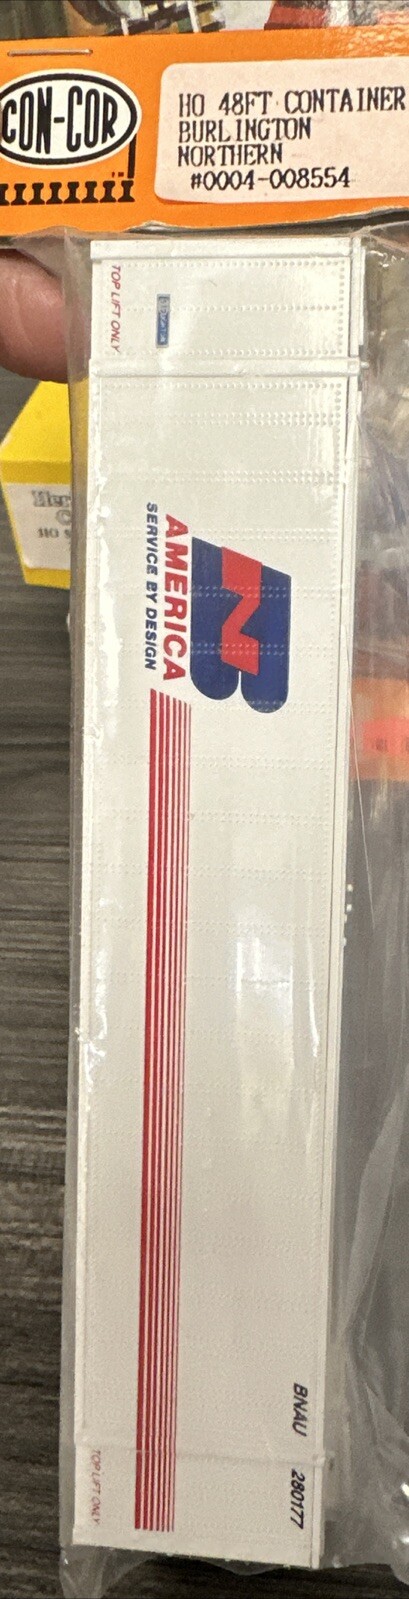 CON-COR
HO 48FT CONTAINER
BURLINGTON
NORTHERN
#0004-008554
TOP LIFT ONLY
BN
AMERICA
SERVICE BY DESIGN
BNAU 280177
TOP LIFT ONLY
HO